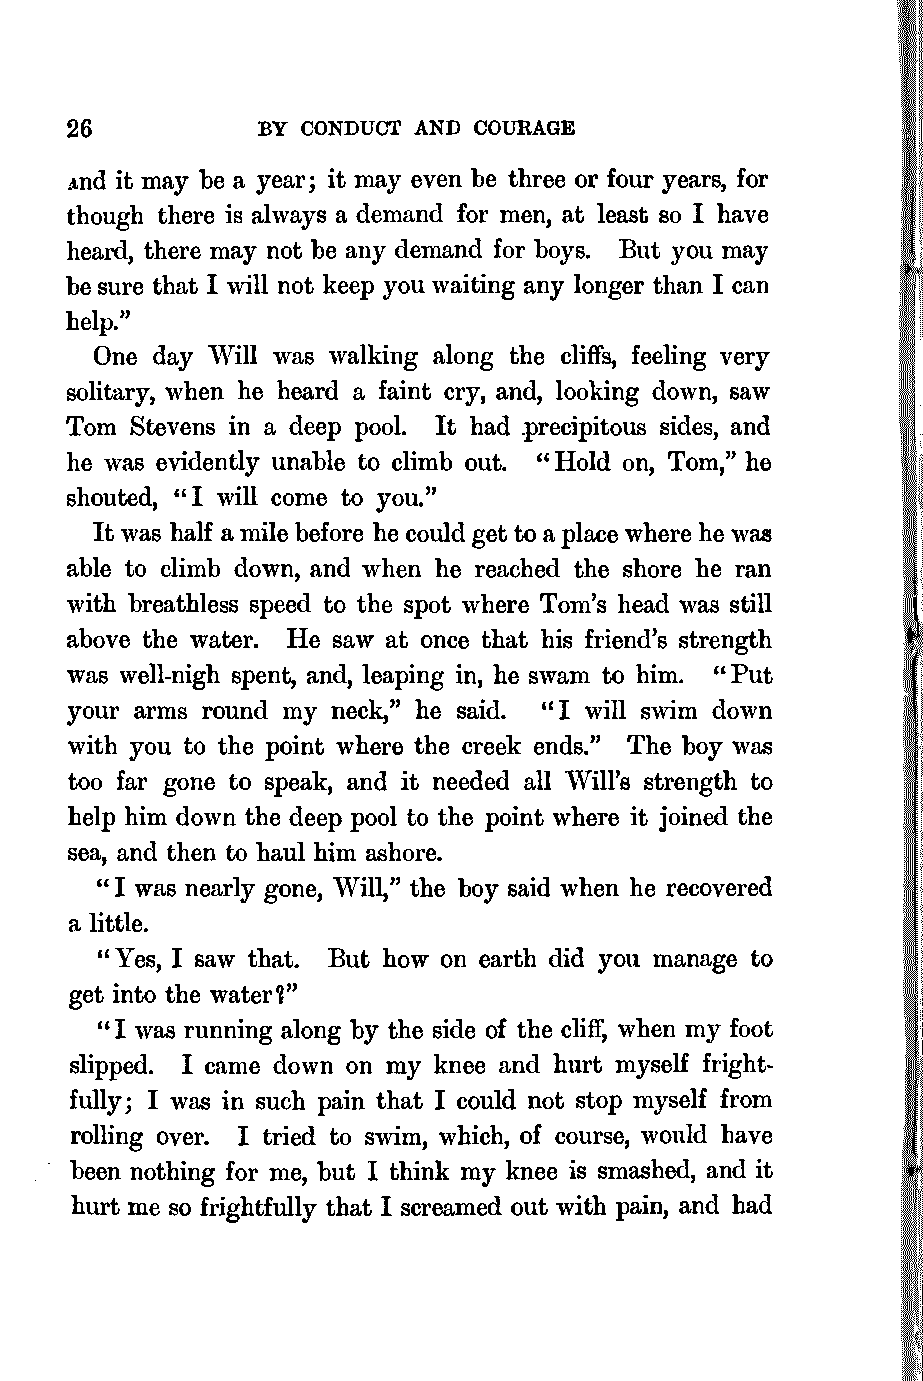 26 BY CONDUCT AND COURAGE
and it may be a year; it may even be three or four years, for
though there is always a demand for men, at least so I have
heard, there may not be any demand for boys. But you may
be sure that I will not keep you waiting any longer than I can
help."
One day Will was walking along the cliffs, feeling very
solitary, when he heard a faint cry, and, looking down, saw
Tom Stevens in a deep pool. It had precipitous sides, and
he was evidently unable to climb out. "Hold on, Tom," he
shouted, "I will come to you."
It was half a mile before he could get to a place where he was
able to climb down, and when he reached the shore he ran
with breathless speed to the spot where Tom's head was still
above the water. He saw at once that his friend's strength
was well-nigh spent, and, leaping in, he swam to him. "Put
your arms round my neck," he said. "I will swim down
with you to the point where the creek ends." The boy was
too far gone to speak, and it needed all Will's strength to
help him down the deep pool to the point where it joined the
sea, and then to haul him ashore.
"I was nearly gone, Will," the boy said when he recovered
a little.
"Yes, I saw that. But how on earth did you manage to
get into the water?"
"I was running along by the side of the cliff, when my foot
slipped. I came down on my knee and hurt myself fright-
fully; I was in such pain that I could not stop myself from
rolling over. I tried to swim, which, of course, would have
been nothing for me, but I think my knee is smashed, and it
hurt me so frightfully that I screamed out with pain, and had